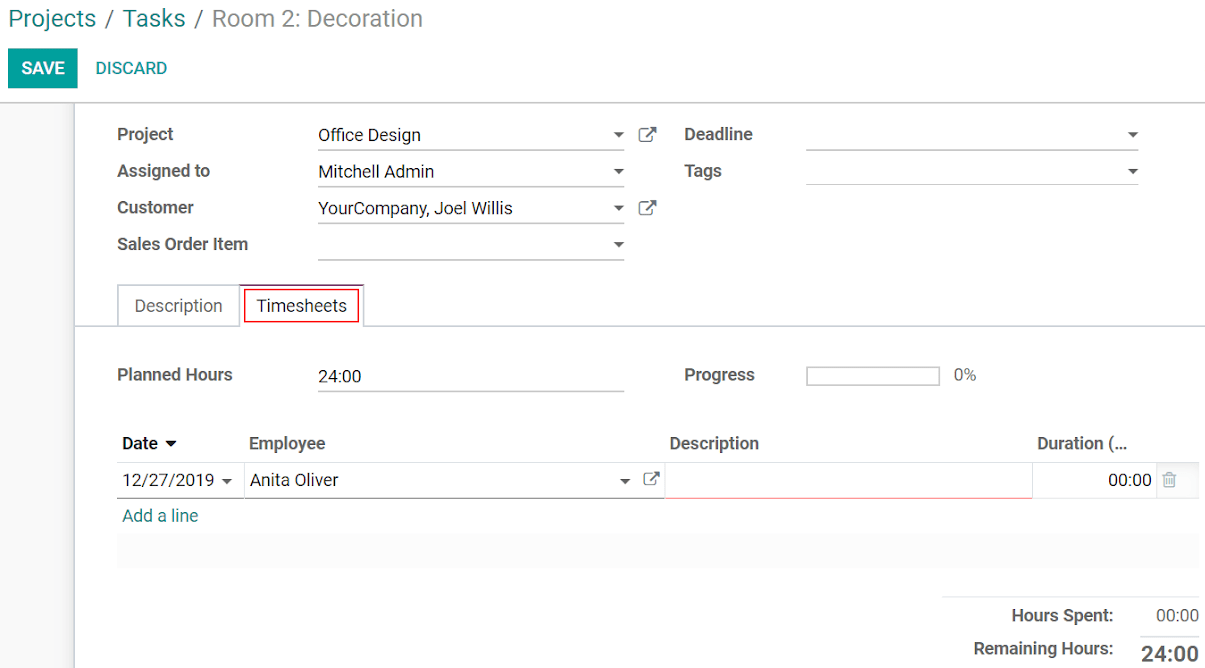 Projects / Tasks / Room 2: Decoration
SAVE DISCARD
Project Office Design Deadline
Assigned to Mitchell Admin Tags
Customer YourCompany, Joel Willis
Sales Order Item
Description Timesheets
Planned Hours 24:00 Progress 0%
Date Employee Description Duration (...
12/27/2019 Anita Oliver 00:00
Add a line
Hours Spent: 00:00
Remaining Hours: 24:00